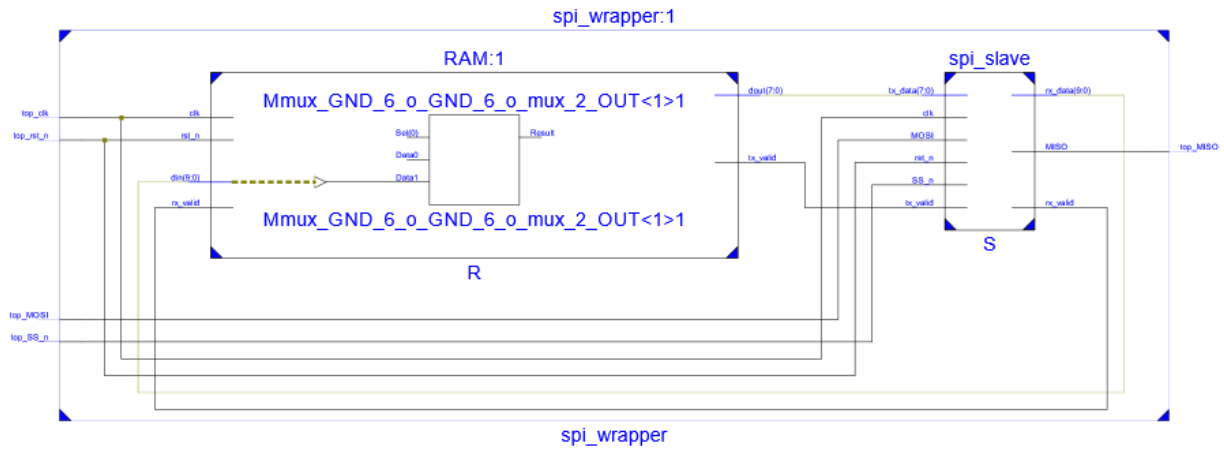 spi_wrapper:1
RAM:1
spi_slave
Mmux_GND_6_o_GND_6_o_mux_2_OUT<1>1
dout(7:0)
tx_data(7:0)
rx_data(9:0)
top_clk
clk
clk
top_rst_n
rst_n
Sel(0)
Result
MOSI
Data0
MISO
top_MISO
tx_valid
rst_n
din(9:0)
Data1
SS_n
rx_valid
tx_valid
rx_valid
Mmux_GND_6_o_GND_6_o_mux_2_OUT<1>1
S
R
top_MOSI
top_SS_n
spi_wrapper